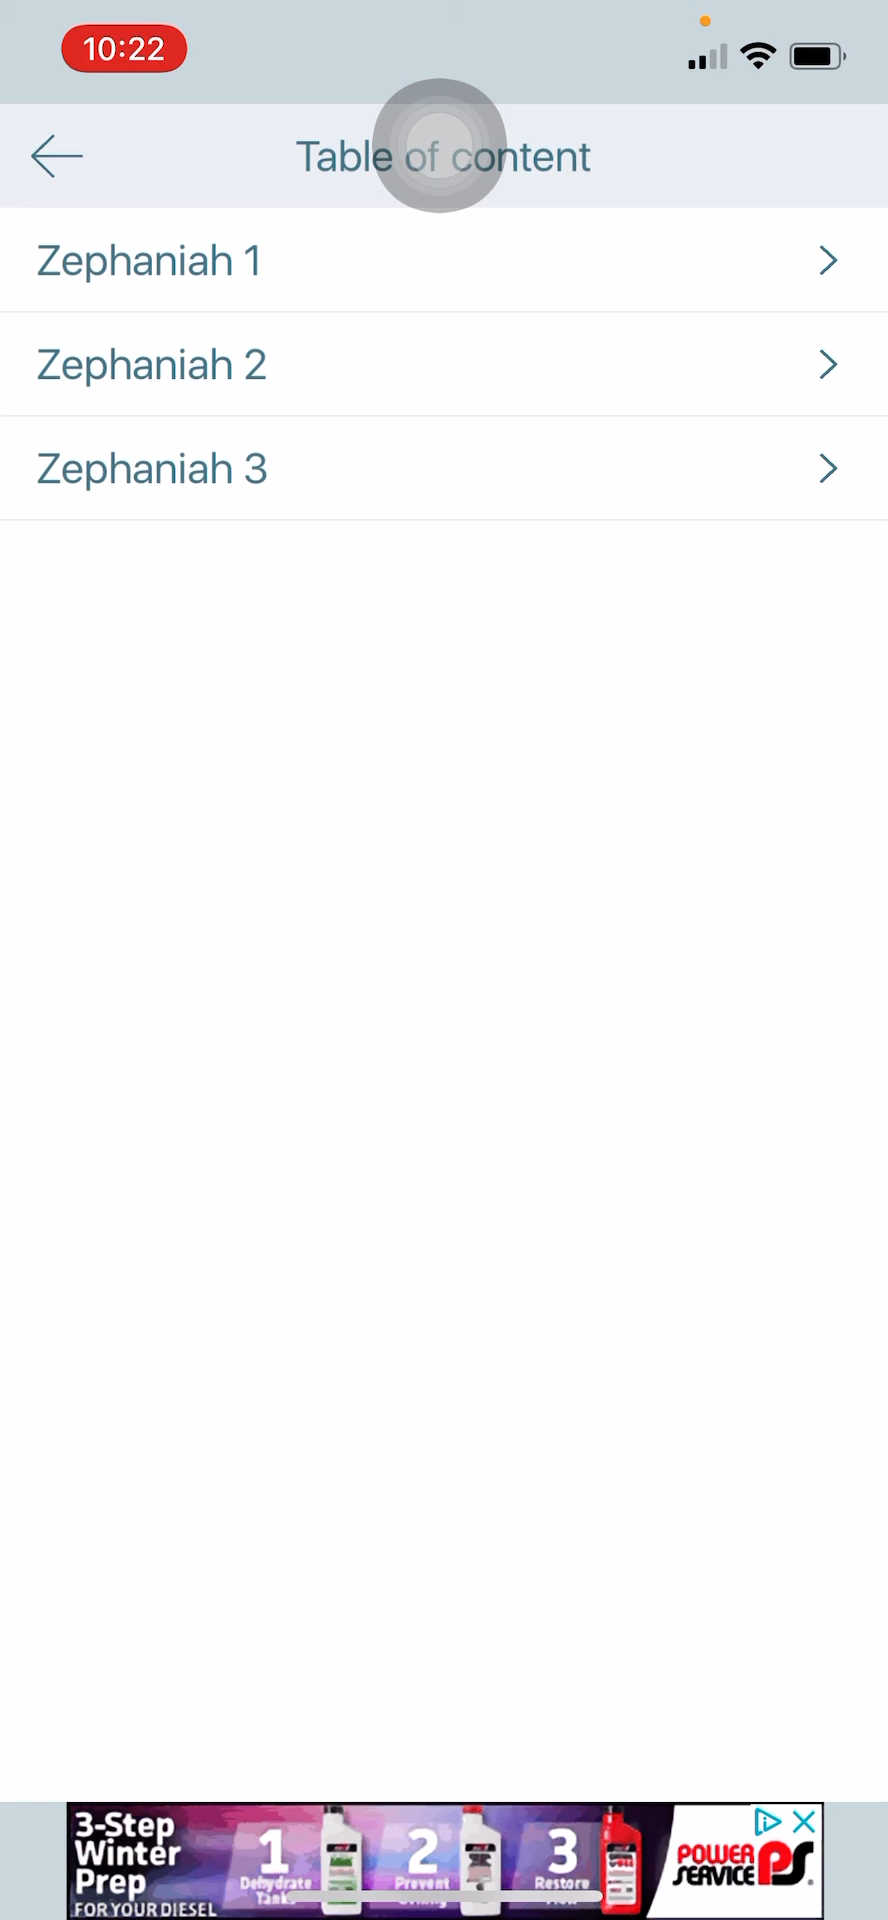 10:22
Table of content
Zephaniah 1
Zephaniah 2
Zephaniah 3
3-Step
Winter
Prep
FOR YOUR DIESEL
1
Dehydrate
2
Prevent
3
Restore
POWER
SERVICE
PS